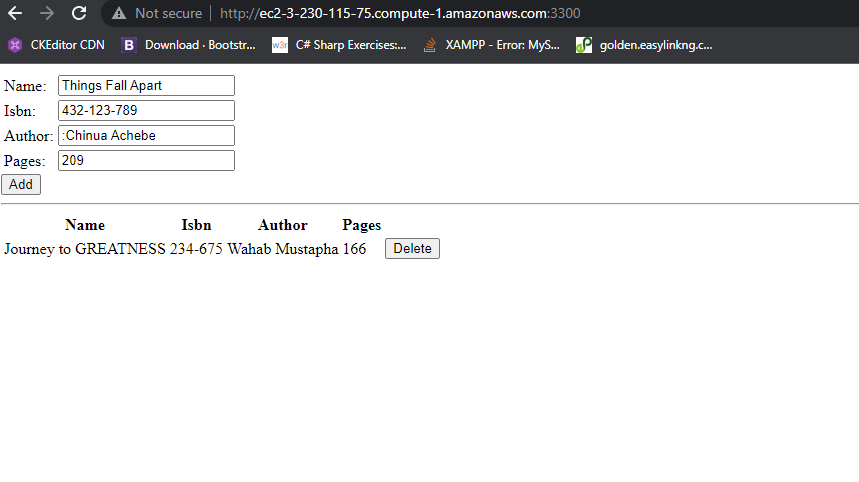 Not secure | http://ec2-3-230-115-75.compute-1.amazonaws.com:3300
CKEditor CDN B Download · Bootstr... w3r C# Sharp Exercises:... XAMPP - Error: MyS... eP golden.easylinkng.c...
Name: Things Fall Apart
Isbn: 432-123-789
Author: :Chinua Achebe
Pages: 209
Add
Name Isbn Author Pages
Journey to GREATNESS 234-675 Wahab Mustapha 166 Delete